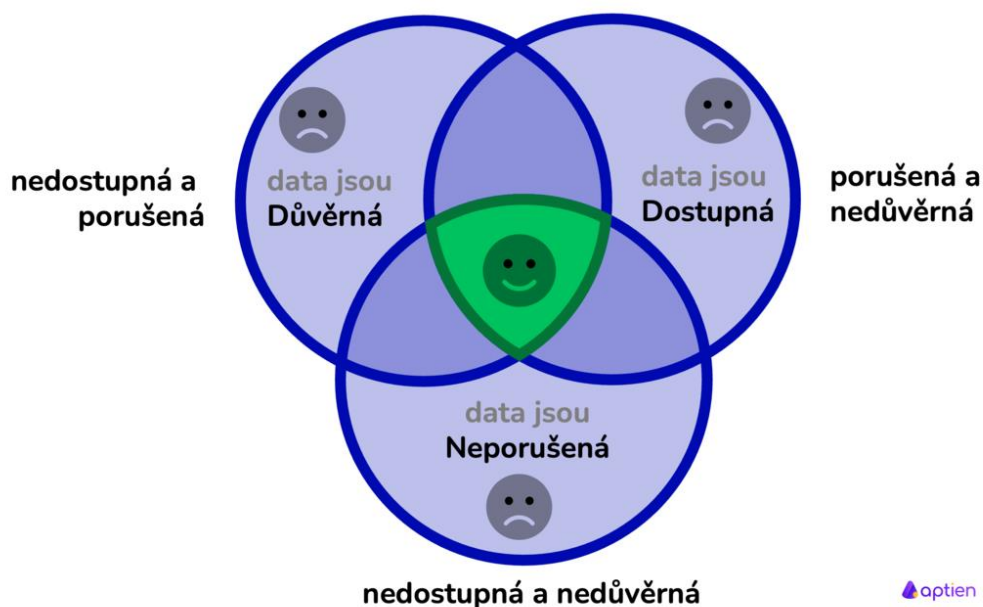 nedostupná a
porušená
data jsou
Důvěrná
data jsou
Dostupná
porušená a
nedůvěrná
data jsou
Neporušená
nedostupná a nedůvěrná
aptien